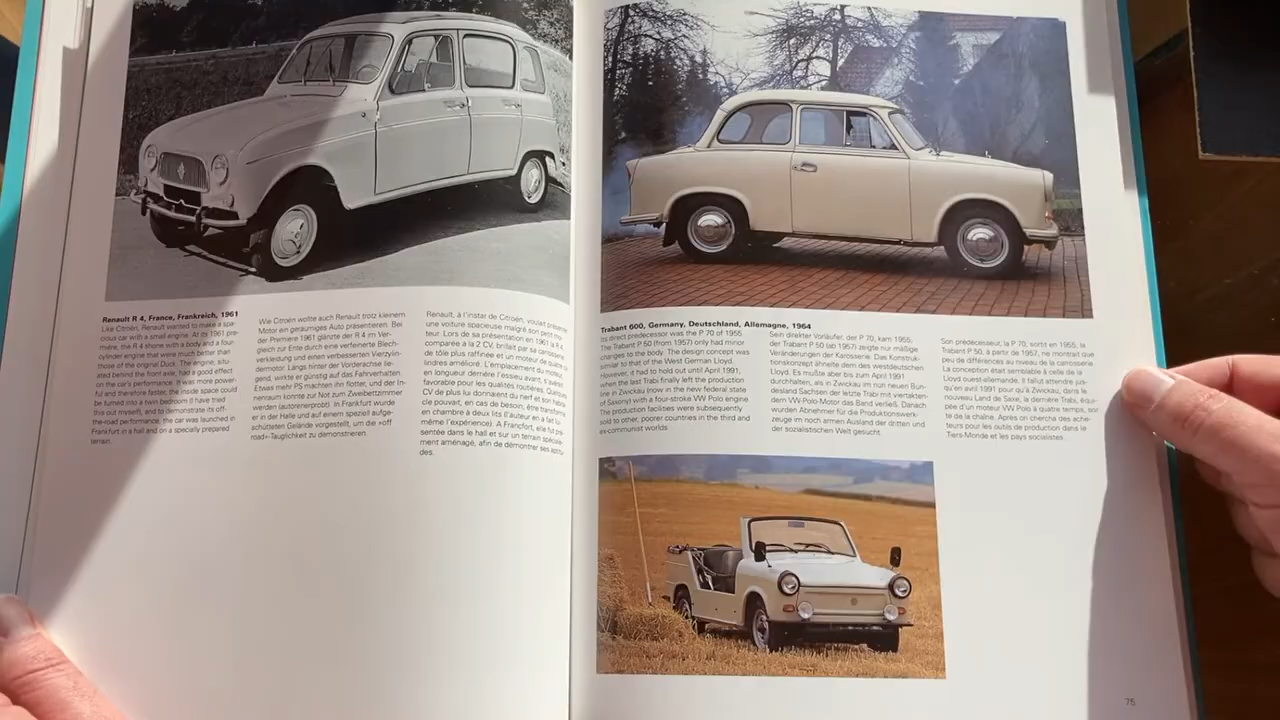 Renault R 4, France, Frankreich, 1961
Like Citroën, Renault wanted to make a spa-
cious car with a small engine. At its 1961 pre-
mière, the R 4 shone with a body and a four-
cylinder engine that were much better than
those of the original Duck. The engine, situ-
ated behind the front axle, had a good effect
on the car's performance. It was more power-
ful and therefore faster, the inside space could
be turned into a twin bedroom (I have tried
this out myself), and to demonstrate its off-
the-road performance, the car was launched in
Frankfurt in a hall and on a specially prepared
terrain.
Wie Citroën wollte auch Renault trotz kleinem
Motor ein geräumiges Auto präsentieren. Bei
der Premiere 1961 glänzte der R 4 im Ver-
gleich zur Ente durch eine verfeinerte Blech-
verkleidung und einen verbesserten Vierzylin-
dermotor. Längs hinter der Vorderachse lie-
gend, wirkte er günstig auf das Fahrverhalten.
Etwas mehr PS machten ihn flotter, und der In-
nenraum konnte zur Not zum Zweibettzimmer
werden (autorenerprobt). In Frankfurt wurde
er in der Halle und auf einem speziell aufge-
schütteten Gelände vorgestellt, um die «off
road»-Tauglichkeit zu demonstrieren.
Renault, à l'instar de Citroën, voulait présenter
une voiture spacieuse malgré son petit mo-
teur. Lors de sa présentation en 1961 la R 4,
comparée à la 2 CV, brillait par sa carrosserie
de tôle plus raffinée et un moteur de quatre cy-
lindres amélioré. L'emplacement du moteur
en longueur derrière l'essieu avant, s'avérait
favorable pour les qualités routières. Quelques
CV de plus lui donnaient du nerf et son habita-
cle pouvait, en cas de besoin, être transformé
en chambre à deux lits (l'auteur en a fait lui-
même l'expérience). A Francfort, elle fut pré-
sentée dans le hall et sur un terrain spéciale-
ment aménagé, afin de démontrer ses aptitu-
des.
Trabant 600, Germany, Deutschland, Allemagne, 1964
Its direct predecessor was the P 70 of 1955.
The Trabant P 50 (from 1957) only had minor
changes to the body. The design concept was
similar to that of the West German Lloyd.
However, it had to hold out until April 1991,
when the last Trabi finally left the production
line in Zwickau (now in the new federal state
of Saxony) with a four-stroke VW Polo engine.
The production facilities were subsequently
sold to other, poorer countries in the third and
ex-communist worlds.
Sein direkter Vorläufer, der P 70, kam 1955;
der Trabant P 50 (ab 1957) zeigte nur mäßige
Veränderungen der Karosserie. Das Konstruk-
tionskonzept ähnelte dem des westdeutschen
Lloyd. Es mußte aber bis zum April 1991
durchhalten, als in Zwickau im nun neuen Bun-
desland Sachsen der letzte Trabi mit vertakten-
dem VW-Polo-Motor das Band verließ. Danach
wurden Abnehmer für die Produktionswerk-
zeuge im noch armen Ausland der dritten und
der sozialistischen Welt gesucht.
Son prédécesseur, la P 70, sortit en 1955; la
Trabant P 50, à partir de 1957, ne montrait que
peu de différences au niveau de la carrosserie.
La conception était semblable à celle de la
Lloyd ouest-allemande. Il fallut attendre jus-
qu'en avril 1991 pour qu'à Zwickau, dans le
nouveau Land de Saxe, la dernière Trabi, équi-
pée d'un moteur VW Polo à quatre temps, sor-
te de la chaîne. Après on chercha des ache-
teurs pour les outils de production dans le
Tiers-Monde et les pays socialistes.
75